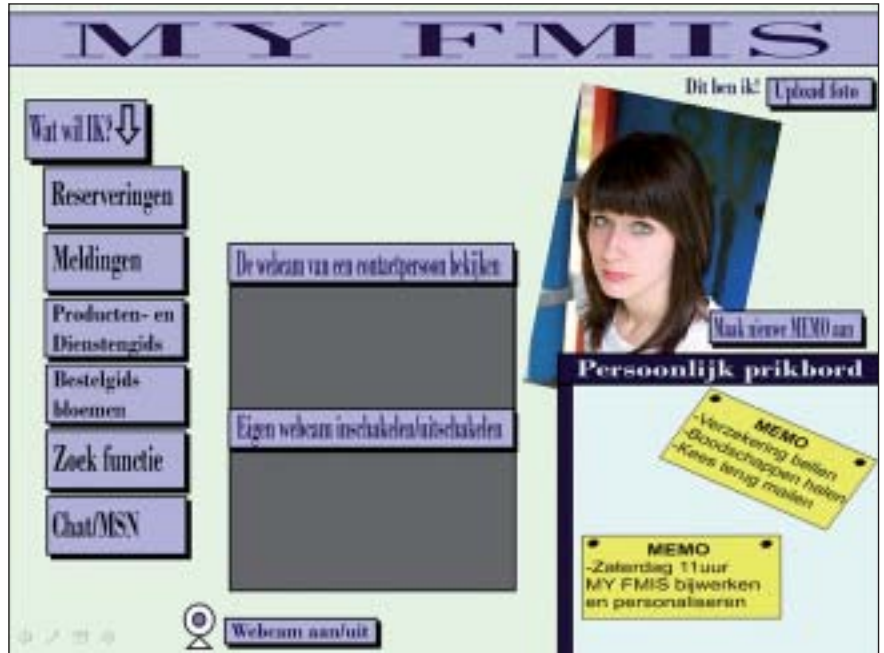 MY FMIS
Dit ben ik!
Upload foto
Wat wil IK?
Reserveringen
Meldingen
Producten- en
Dienstengids
Bestelgids
bloemen
Zoek functie
Chat/MSN
De webcam van een contactpersoon bekijken
Eigen webcam inschakelen/uitschakelen
Webcam aan/uit
Maak nieuwe MEMO aan
Persoonlijk prikbord
MEMO
-Verzekering bellen
-Boodschappen halen
-Kees terug mailen
MEMO
-Zaterdag 11uur
MY FMIS bijwerken
en personaliseren